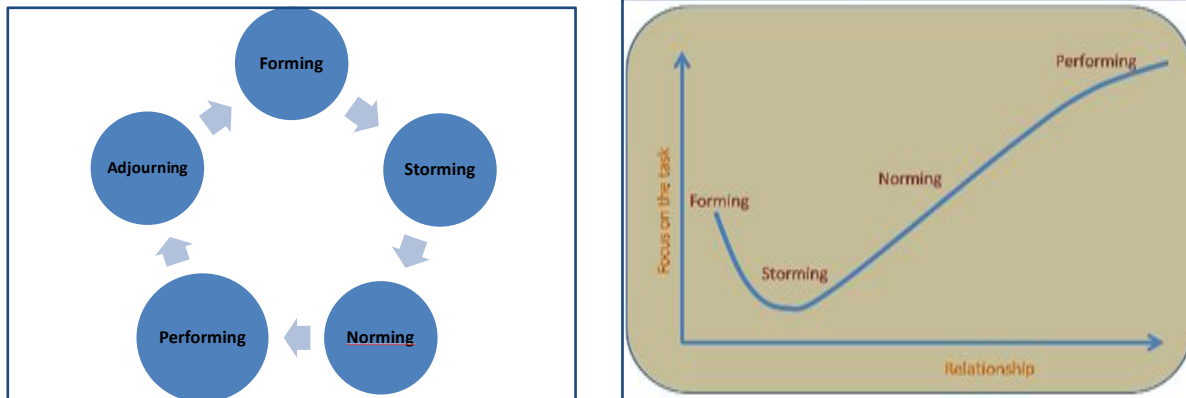 Forming
Storming
Norming
Performing
Adjourning
Performing
Norming
Forming
Storming
Focus on the task
Relationship